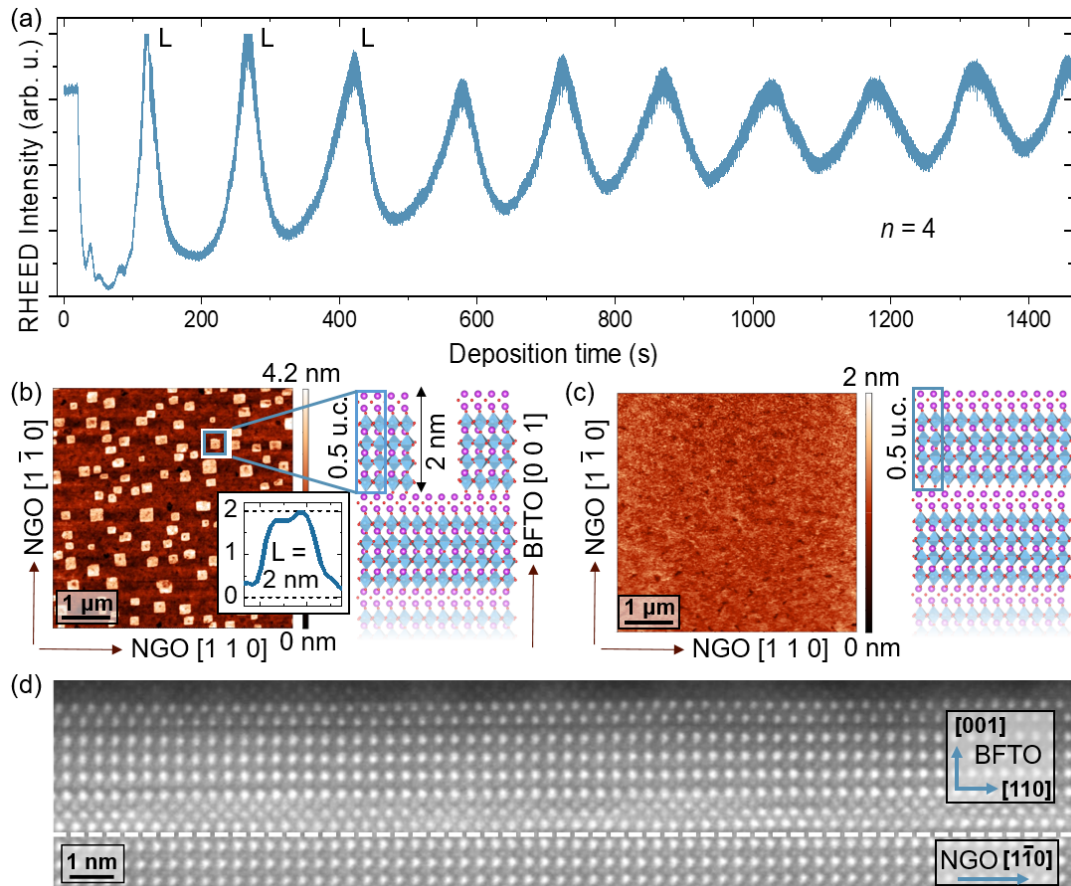 (a)
RHEED Intensity (arb. u.)
L
L
L
n = 4
0
200
400
600
800
1000
1200
1400
Deposition time (s)
(b)
4.2 nm
0 nm
NGO [1 1̄ 0]
NGO [1 1 0]
1 µm
2
1
0
L =
2 nm
0.5 u.c.
2 nm
BFTO [0 0 1]
(c)
2 nm
0 nm
NGO [1 1̄ 0]
NGO [1 1 0]
1 µm
0.5 u.c.
(d)
[001]
BFTO
[110]
1 nm
NGO [11̄0]